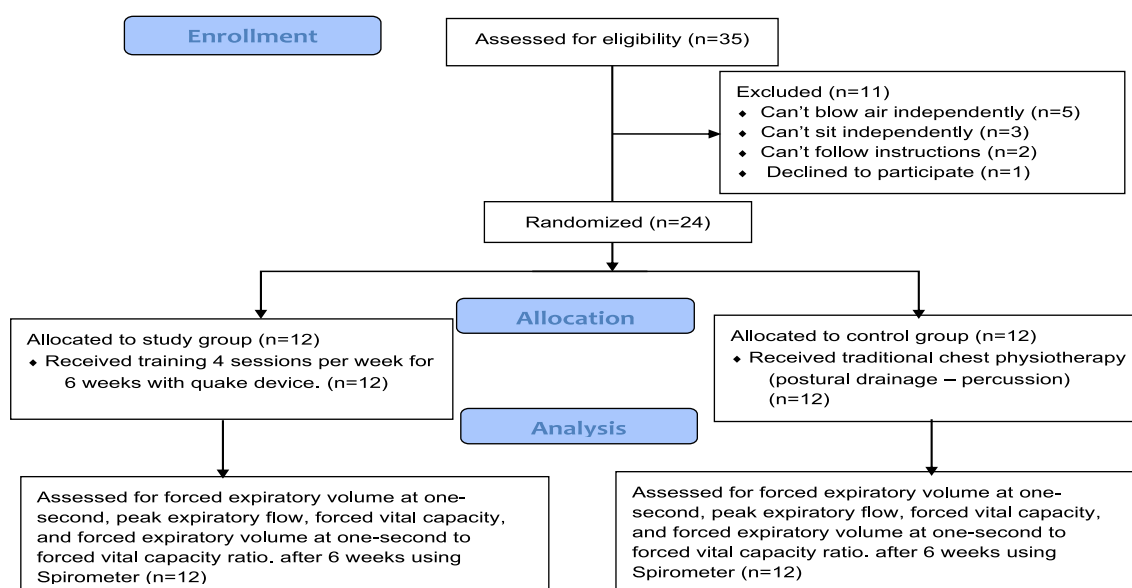 Enrollment
Assessed for eligibility (n=35)
Excluded (n=11)
⬥ Can't blow air independently (n=5)
⬥ Can't sit independently (n=3)
⬥ Can't follow instructions (n=2)
⬥ Declined to participate (n=1)
Randomized (n=24)
Allocation
Allocated to study group (n=12)
⬥ Received training 4 sessions per week for
6 weeks with quake device. (n=12)
Allocated to control group (n=12)
⬥ Received traditional chest physiotherapy
(postural drainage – percussion)
(n=12)
Analysis
Assessed for forced expiratory volume at one-
second, peak expiratory flow, forced vital capacity,
and forced expiratory volume at one-second to
forced vital capacity ratio. after 6 weeks using
Spirometer (n=12)
Assessed for forced expiratory volume at one-
second, peak expiratory flow, forced vital capacity,
and forced expiratory volume at one-second to
forced vital capacity ratio. after 6 weeks using
Spirometer (n=12)